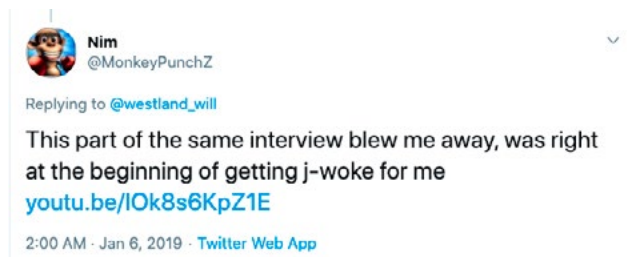 Nim
@MonkeyPunchZ
Replying to @westland_will
This part of the same interview blew me away, was right
at the beginning of getting j-woke for me
youtu.be/lOk8s6KpZ1E
2:00 AM · Jan 6, 2019 · Twitter Web App